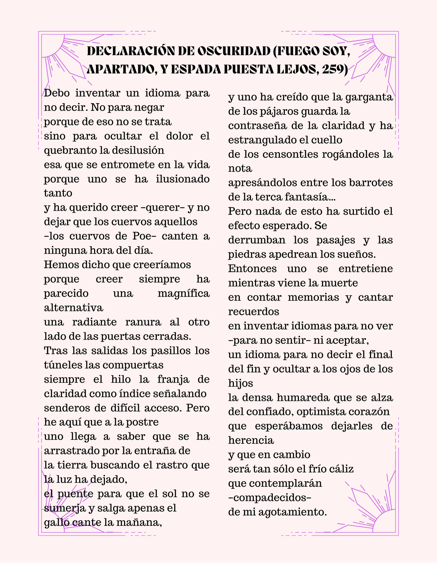 DECLARACIÓN DE OSCURIDAD (FUEGO SOY,
APARTADO, Y ESPADA PUESTA LEJOS, 259)
Debo inventar un idioma para
no decir. No para negar
porque de eso no se trata
sino para ocultar el dolor el
quebranto la desilusión
esa que se entromete en la vida
porque uno se ha ilusionado
tanto
y ha querido creer –querer– y no
dejar que los cuervos aquellos
–los cuervos de Poe– canten a
ninguna hora del día.
Hemos dicho que creeríamos
porque creer siempre ha
parecido una magnífica
alternativa
una radiante ranura al otro
lado de las puertas cerradas.
Tras las salidas los pasillos los
túneles las compuertas
siempre el hilo la franja de
claridad como índice señalando
senderos de difícil acceso. Pero
he aquí que a la postre
uno llega a saber que se ha
arrastrado por la entraña de
la tierra buscando el rastro que
la luz ha dejado,
el puente para que el sol no se
sumerja y salga apenas el
gallo cante la mañana,
y uno ha creído que la garganta
de los pájaros guarda la
contraseña de la claridad y ha
estrangulado el cuello
de los censontles rogándoles la
nota
apresándolos entre los barrotes
de la terca fantasía...
Pero nada de esto ha surtido el
efecto esperado. Se
derrumban los pasajes y las
piedras apedrean los sueños.
Entonces uno se entretiene
mientras viene la muerte
en contar memorias y cantar
recuerdos
en inventar idiomas para no ver
–para no sentir– ni aceptar,
un idioma para no decir el final
del fin y ocultar a los ojos de los
hijos
la densa humareda que se alza
del confiado, optimista corazón
que esperábamos dejarles de
herencia
y que en cambio
será tan sólo el frío cáliz
que contemplarán
–compadecidos–
de mi agotamiento.